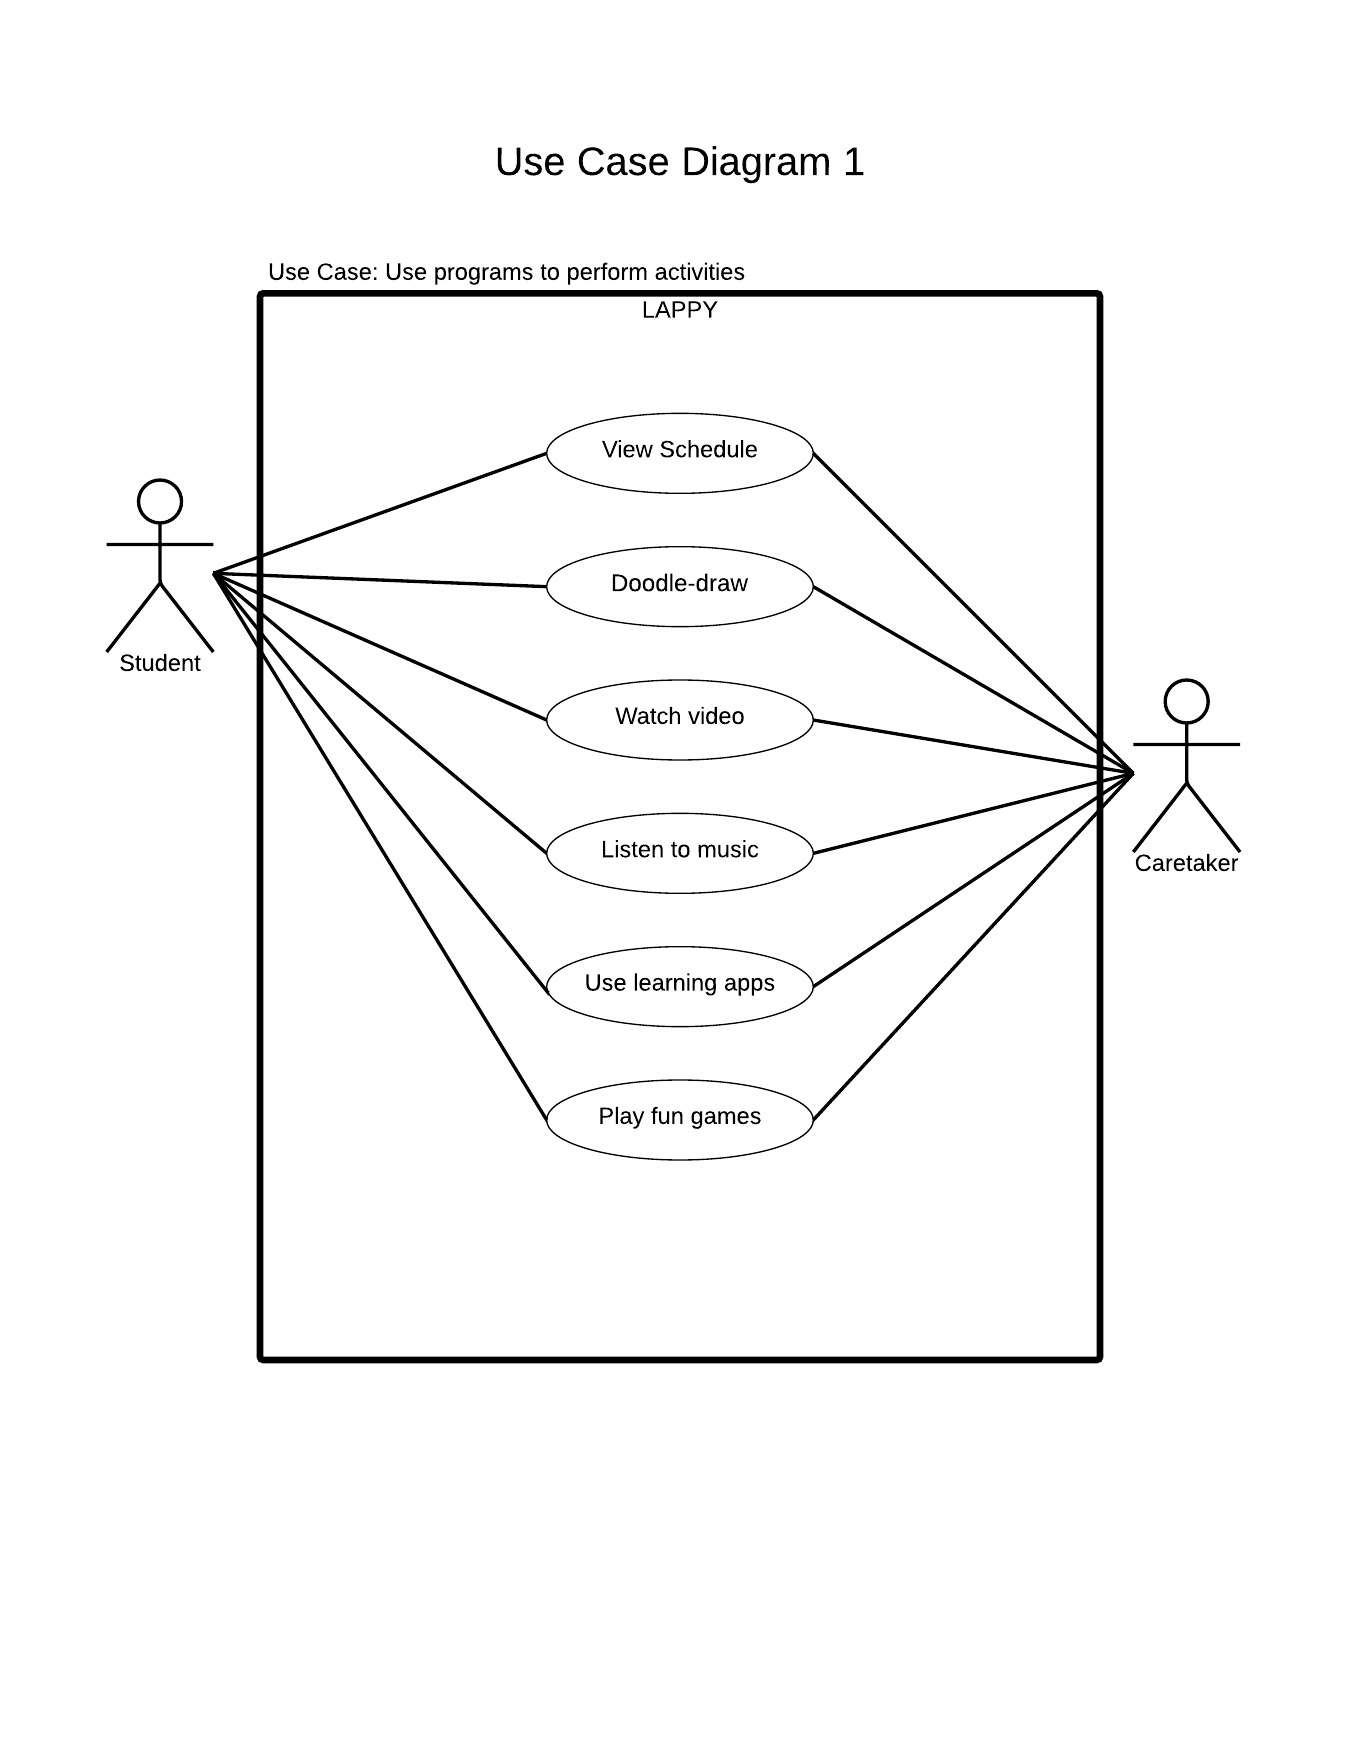 Use Case Diagram 1
Use Case: Use programs to perform activities
LAPPY
View Schedule
Doodle-draw
Student
Watch video
Listen to music
Caretaker
Use learning apps
Play fun games